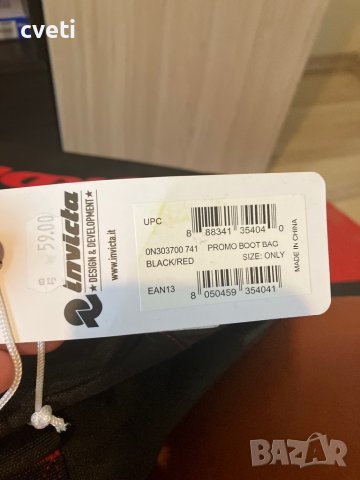 cveti
59.00
invicta
DESIGN & DEVELOPMENT
www.invicta.it
UPC
8 88341 35404 0
0N303700 741 PROMO BOOT BAG
BLACK/RED SIZE: ONLY
EAN13
8 050459 354041
MADE IN CHINA
BAZAR